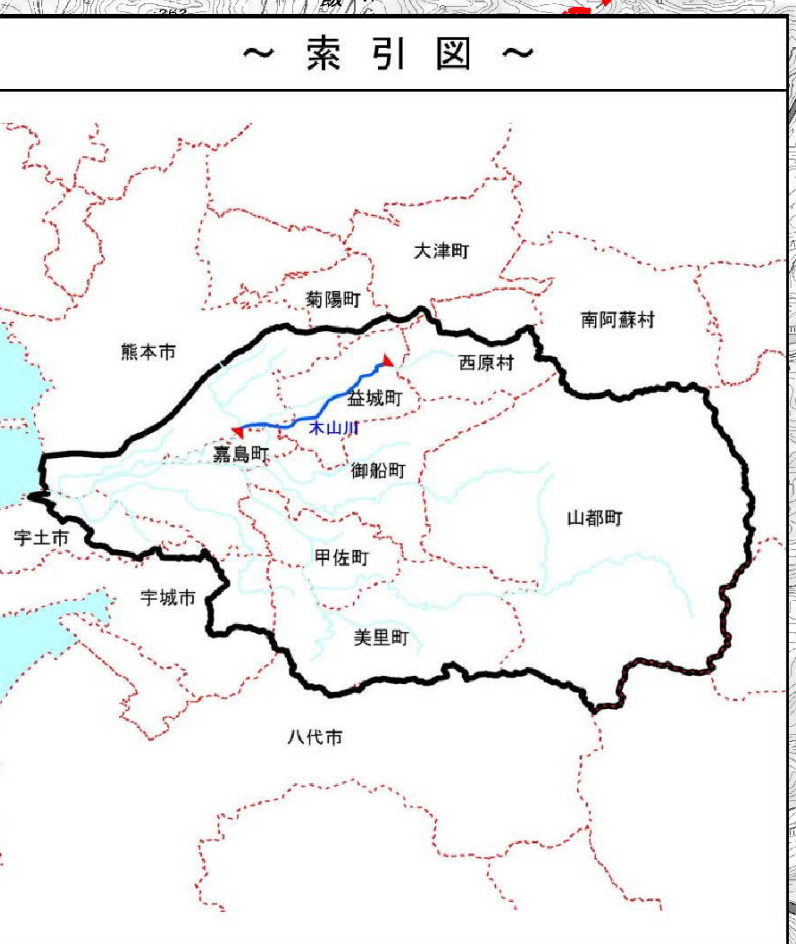 263
～ 索 引 図 ～
大津町
菊陽町
南阿蘇村
熊本市
西原村
益城町
木山川
嘉島町
御船町
山都町
宇土市
甲佐町
宇城市
美里町
八代市